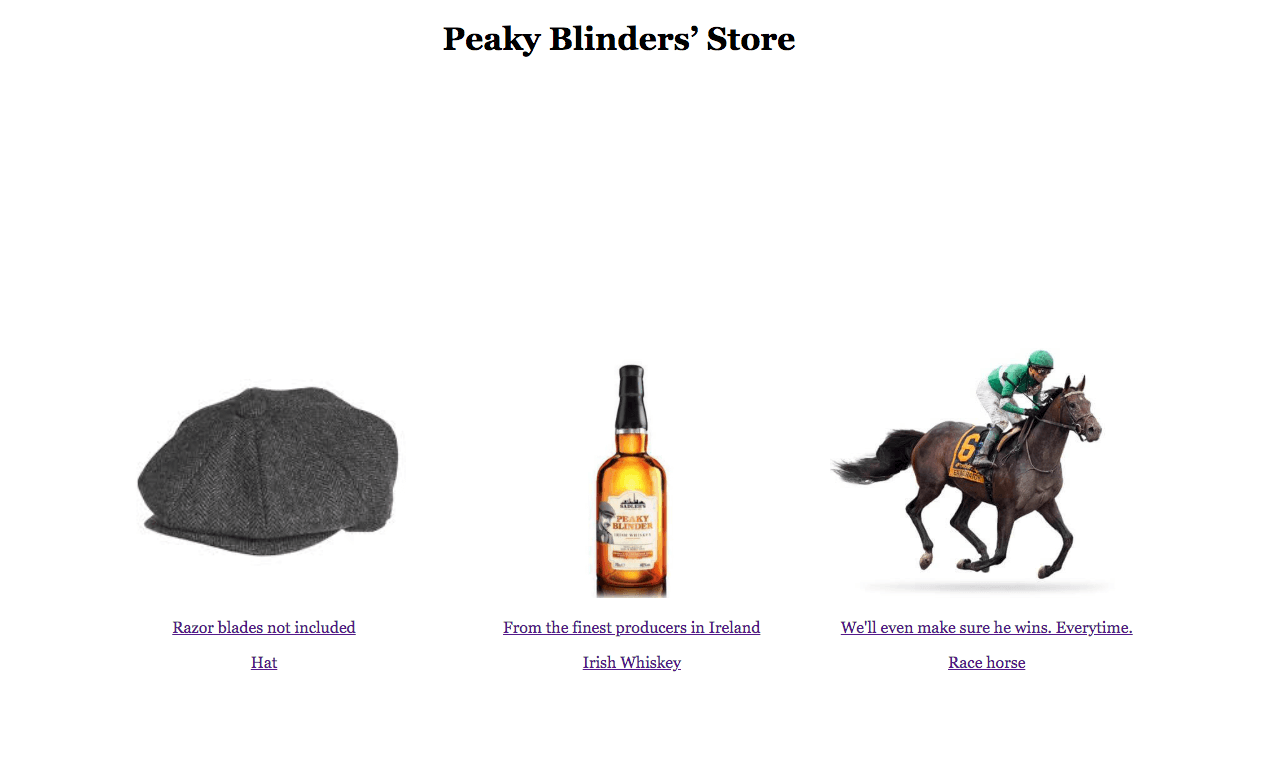 Peaky Blinders’ Store
SADLER'S
PEAKY
BLINDER
IRISH WHISKEY
6
Razor blades not included
From the finest producers in Ireland
We'll even make sure he wins. Everytime.
Hat
Irish Whiskey
Race horse